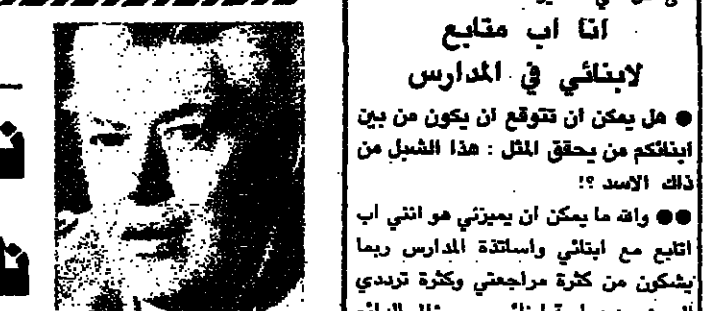 انا اب متابع
لابنائي في المدارس
● هل يمكن ان تتوقع ان يكون من بين
ابنائكم من يحقق المثل : هذا الشبل من
ذاك الاسد ؟!
●● والله ما يمكن ان يميزني هو انني اب
اتابع مع ابنائي واساتذة المدارس ربما
يشكون من كثرة مراجعتي وكثرة ترددي